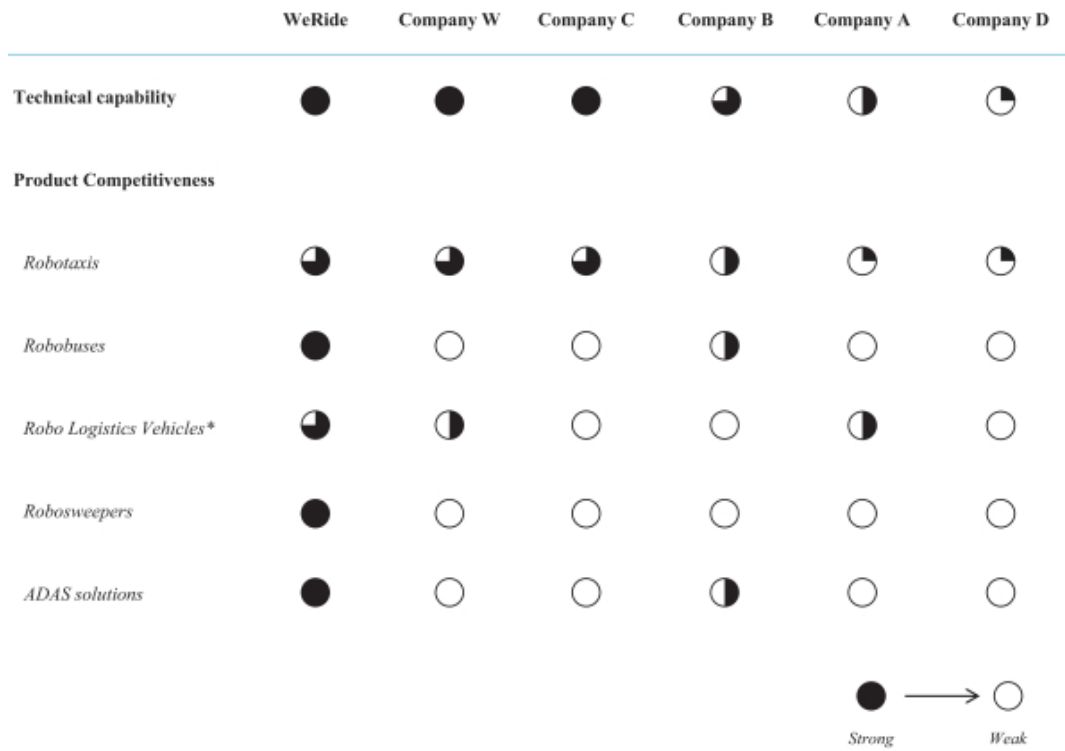 WeRide Company W Company C Company B Company A Company D
Technical capability
Product Competitiveness
Robotaxis
Robobuses
Robo Logistics Vehicles*
Robosweepers
ADAS solutions
Strong Weak